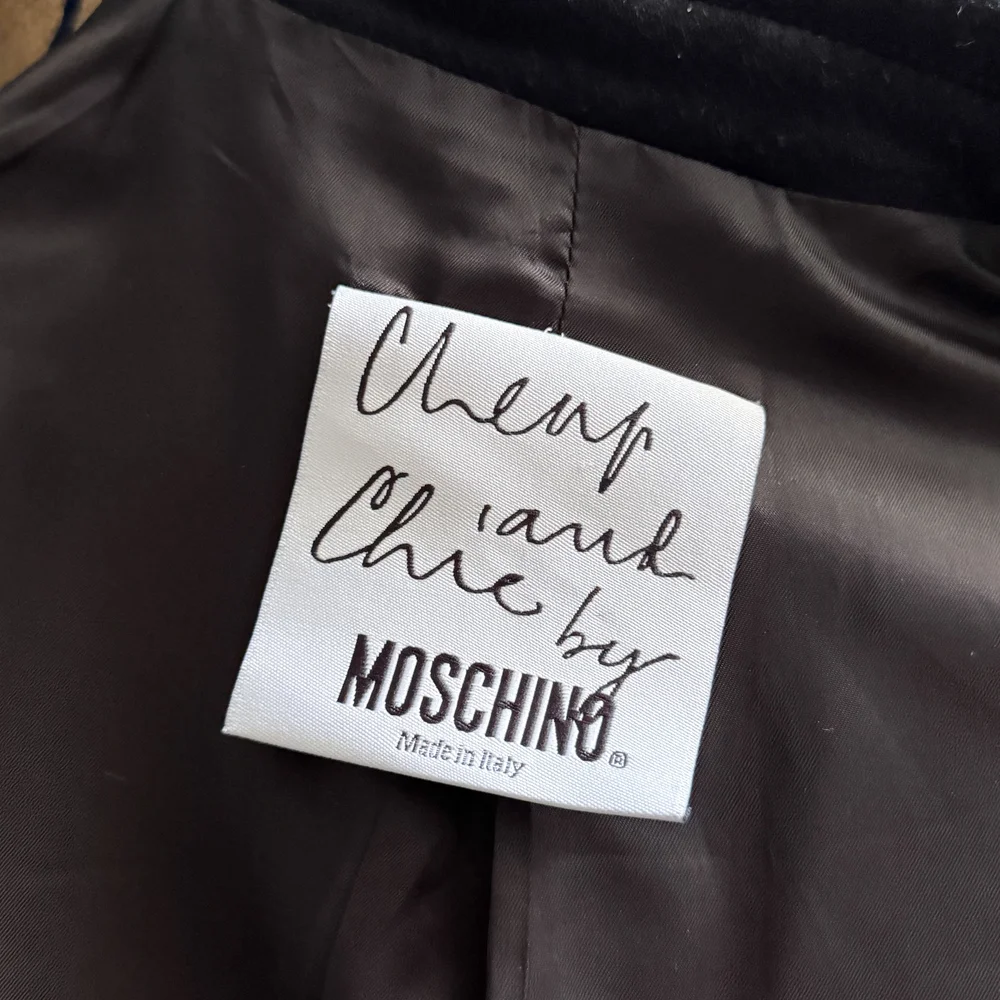 Cheap
and
Chic by
MOSCHINO®
Made in Italy